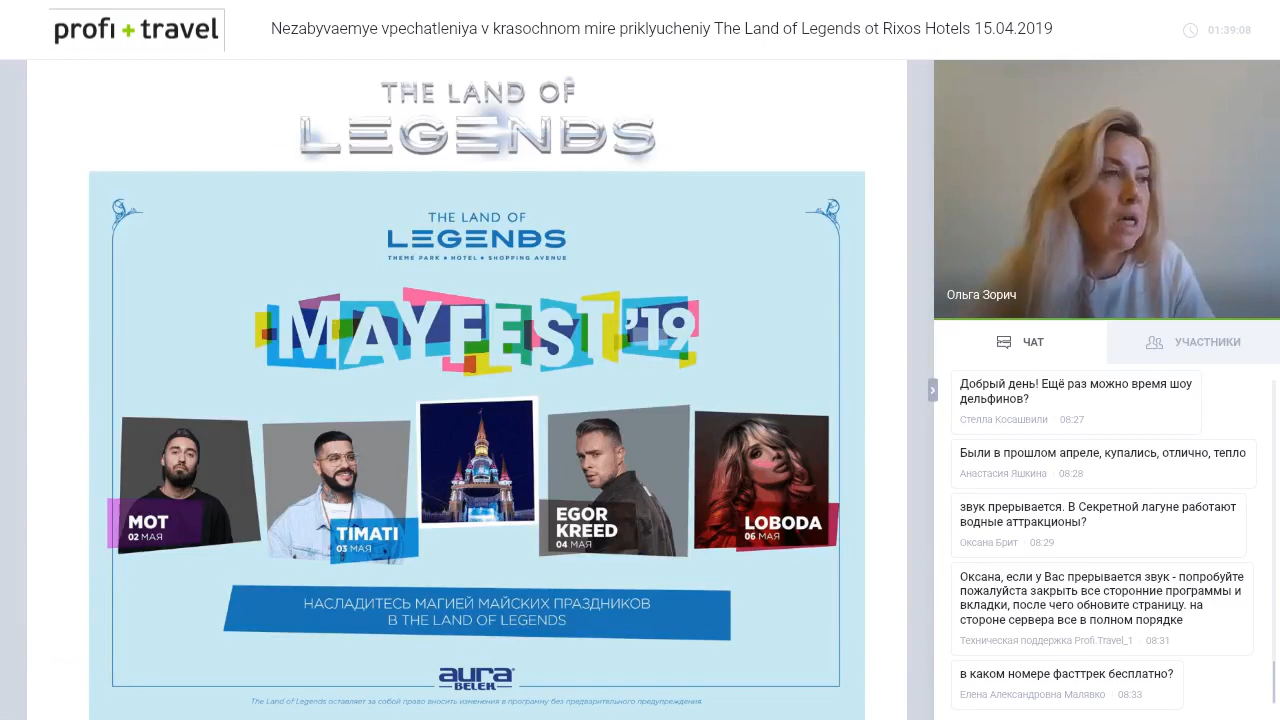 profi + travel
Nezabyvaemye vpechatleniya v krasochnom mire priklyucheniy The Land of Legends ot Rixos Hotels 15.04.2019
01:39:08
THE LAND OF
LEGENDS
THE LAND OF
LEGENDS
THEME PARK • HOTEL • SHOPPING AVENUE
MAYFEST '19
MOT
02 МАЯ
TIMATI
03 МАЯ
EGOR
KREED
04 МАЯ
LOBODA
06 МАЯ
НАСЛАДИТЕСЬ МАГИЕЙ МАЙСКИХ ПРАЗДНИКОВ
В THE LAND OF LEGENDS
aura
BELEK
The Land of Legends оставляет за собой право вносить изменения в программу без предварительного предупреждения
Ольга Зорич
ЧАТ
УЧАСТНИКИ
Добрый день! Ещё раз можно время шоу
дельфинов?
Стелла Косашвили 08:27
Были в прошлом апреле, купались, отлично, тепло
Анастасия Яшкина 08:28
звук прерывается. В Секретной лагуне работают
водные аттракционы?
Оксана Брит 08:29
Оксана, если у Вас прерывается звук - попробуйте
пожалуйста закрыть все сторонние программы и
вкладки, после чего обновите страницу. на
стороне сервера все в полном порядке
Техническая поддержка Profi.Travel_1 08:31
в каком номере фасттрек бесплатно?
Елена Александровна Малявко 08:33